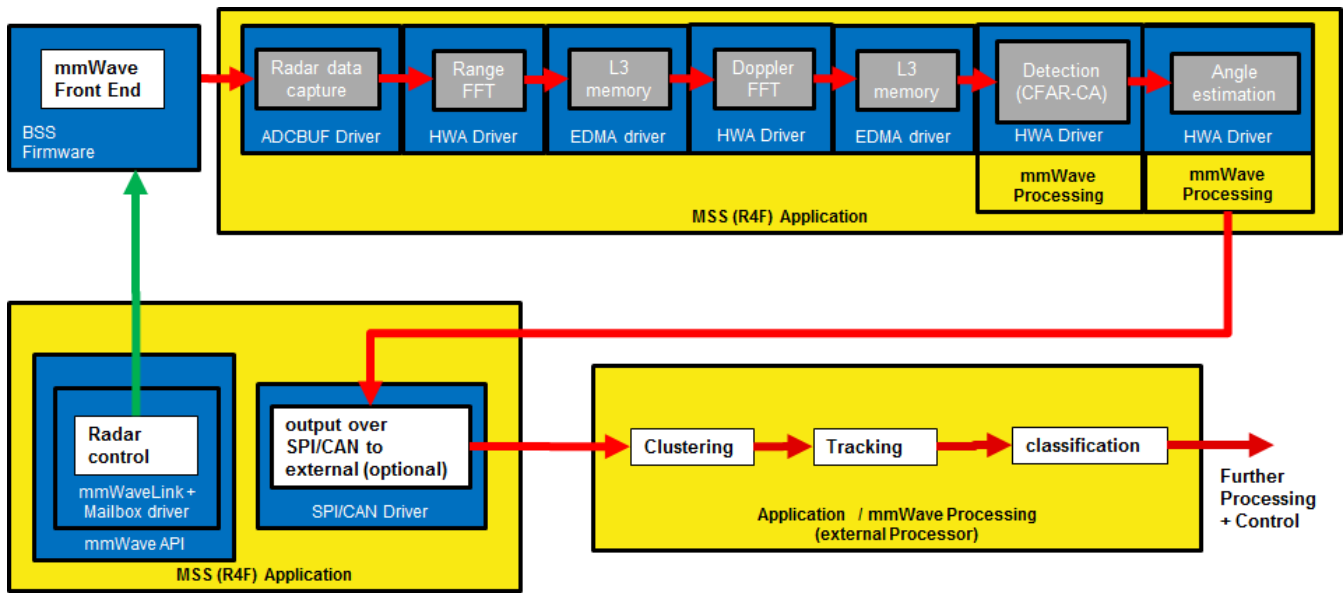 mmWave
Front End
BSS
Firmware
Radar data
capture
ADCBUF Driver
Range
FFT
HWA Driver
L3
memory
EDMA driver
Doppler
FFT
HWA Driver
L3
memory
EDMA driver
Detection
(CFAR-CA)
HWA Driver
mmWave
Processing
Angle
estimation
HWA Driver
mmWave
Processing
MSS (R4F) Application
Radar
control
mmWaveLink +
Mailbox driver
mmWave API
output over
SPI/CAN to
external (optional)
SPI/CAN Driver
MSS (R4F) Application
Clustering
Tracking
classification
Application / mmWave Processing
(external Processor)
Further
Processing
+ Control